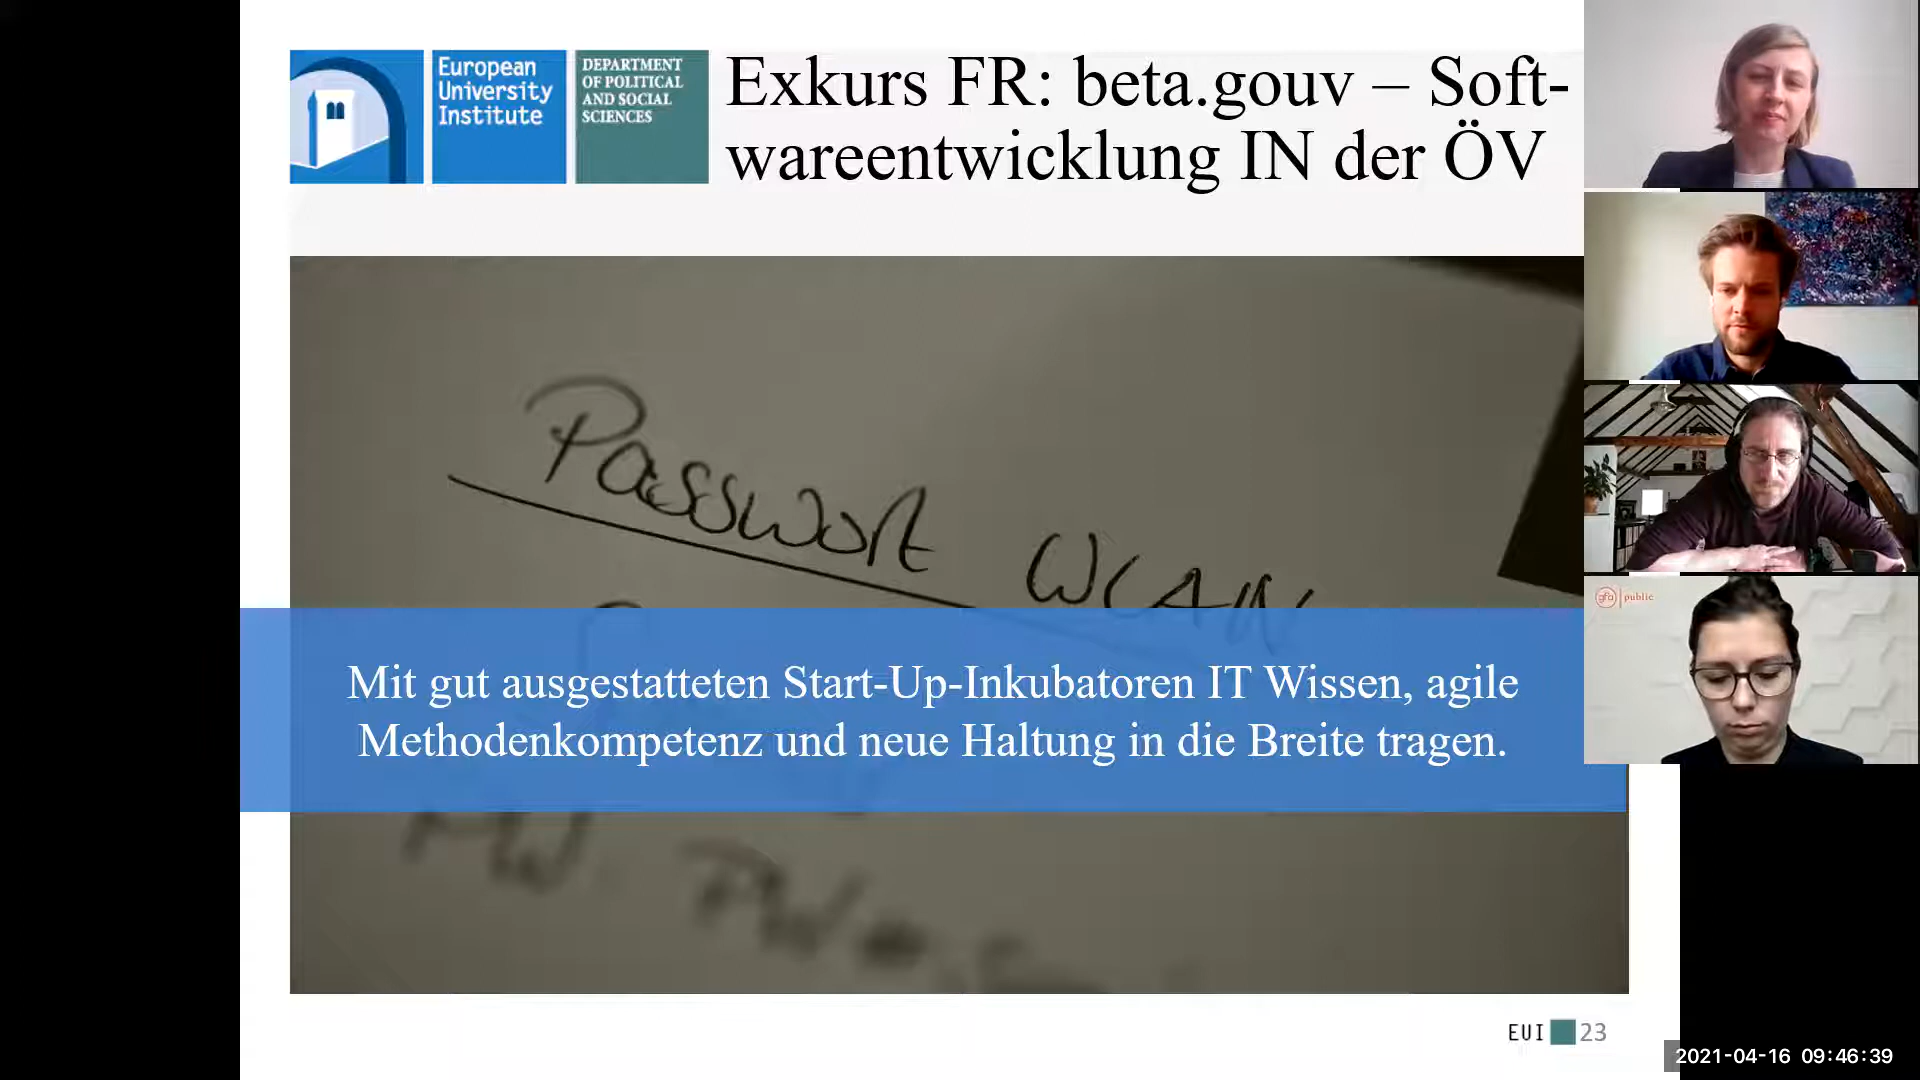 European
University
Institute
DEPARTMENT
OF POLITICAL
AND SOCIAL
SCIENCES
Exkurs FR: beta.gouv – Soft-
wareentwicklung IN der ÖV
Passwort WLAN
Mit gut ausgestatteten Start-Up-Inkubatoren IT Wissen, agile
Methodenkompetenz und neue Haltung in die Breite tragen.
EUI 23
gfa public
2021-04-16 09:46:39